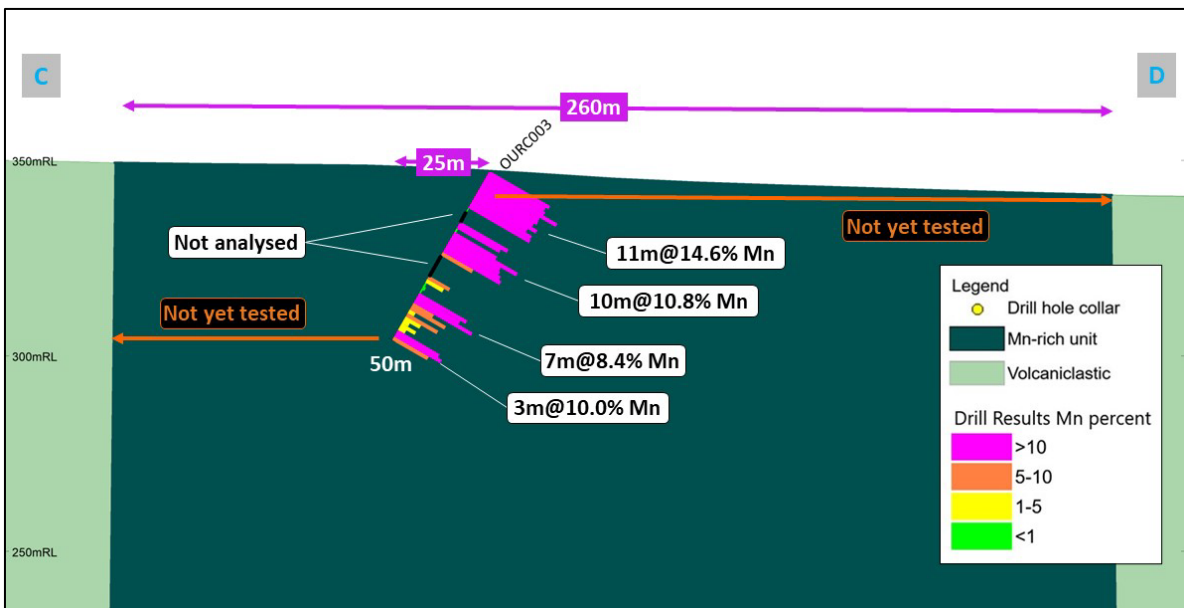 C
D
260m
OURC003
350mRL
25m
Not analysed
Not yet tested
11m@14.6% Mn
10m@10.8% Mn
Not yet tested
300mRL
50m
7m@8.4% Mn
3m@10.0% Mn
250mRL
Legend
Drill hole collar
Mn-rich unit
Volcaniclastic
Drill Results Mn percent
>10
5-10
1-5
<1